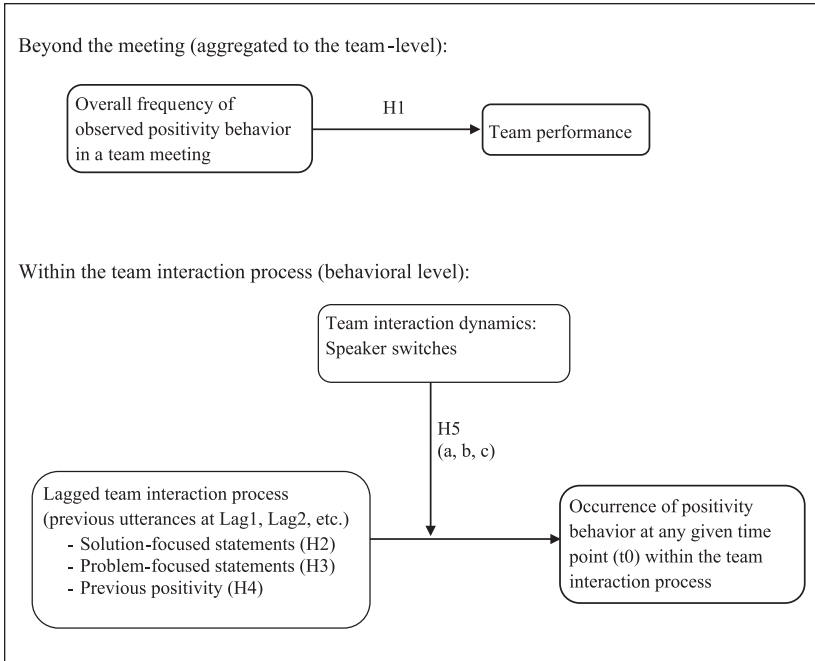 Beyond the meeting (aggregated to the team-level):
Overall frequency of
observed positivity behavior
in a team meeting
H1
Team performance
Within the team interaction process (behavioral level):
Team interaction dynamics:
Speaker switches
H5
(a, b, c)
Lagged team interaction process
(previous utterances at Lag1, Lag2, etc.)
- Solution-focused statements (H2)
- Problem-focused statements (H3)
- Previous positivity (H4)
Occurrence of positivity
behavior at any given time
point (t0) within the team
interaction process